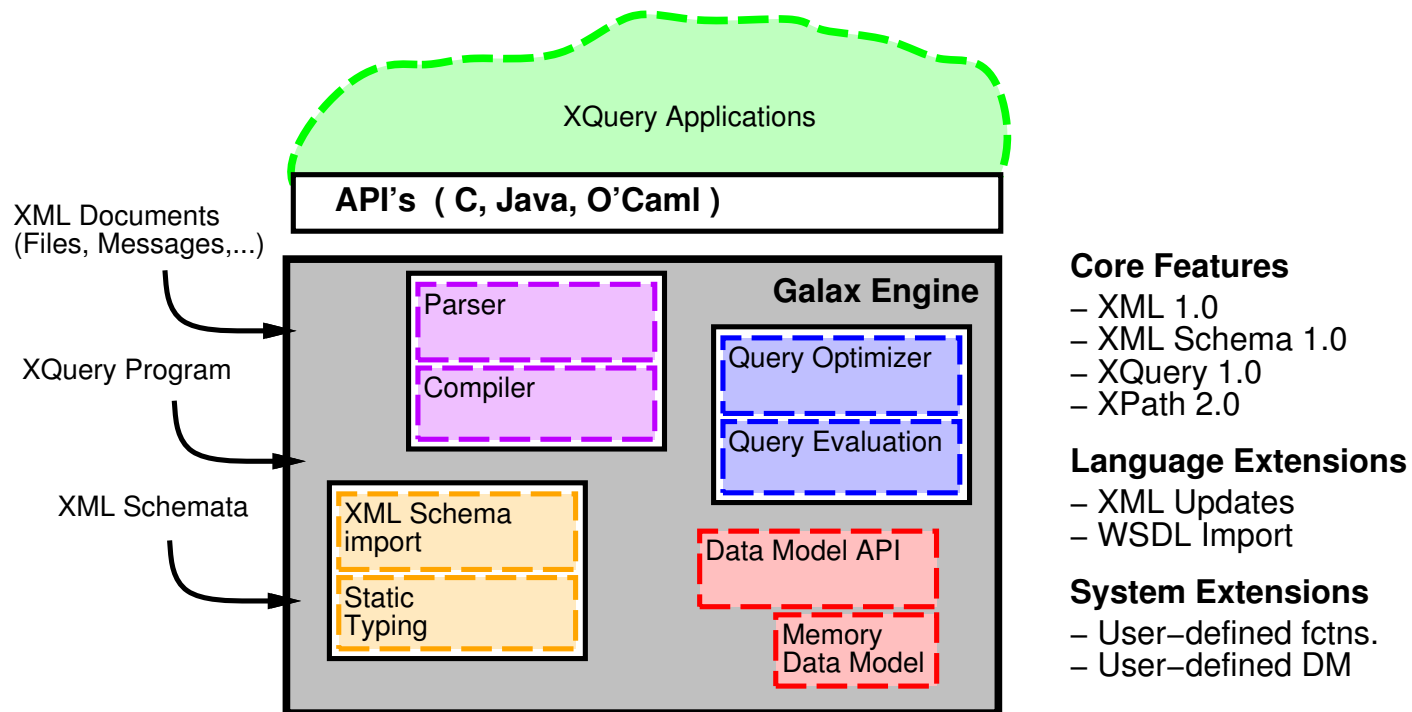 XQuery Applications
API's ( C, Java, O'Caml )
XML Documents
(Files, Messages,...)
XQuery Program
XML Schemata
Galax Engine
Parser
Compiler
Query Optimizer
Query Evaluation
XML Schema
import
Static
Typing
Data Model API
Memory
Data Model
Core Features
– XML 1.0
– XML Schema 1.0
– XQuery 1.0
– XPath 2.0
Language Extensions
– XML Updates
– WSDL Import
System Extensions
– User–defined fctns.
– User–defined DM